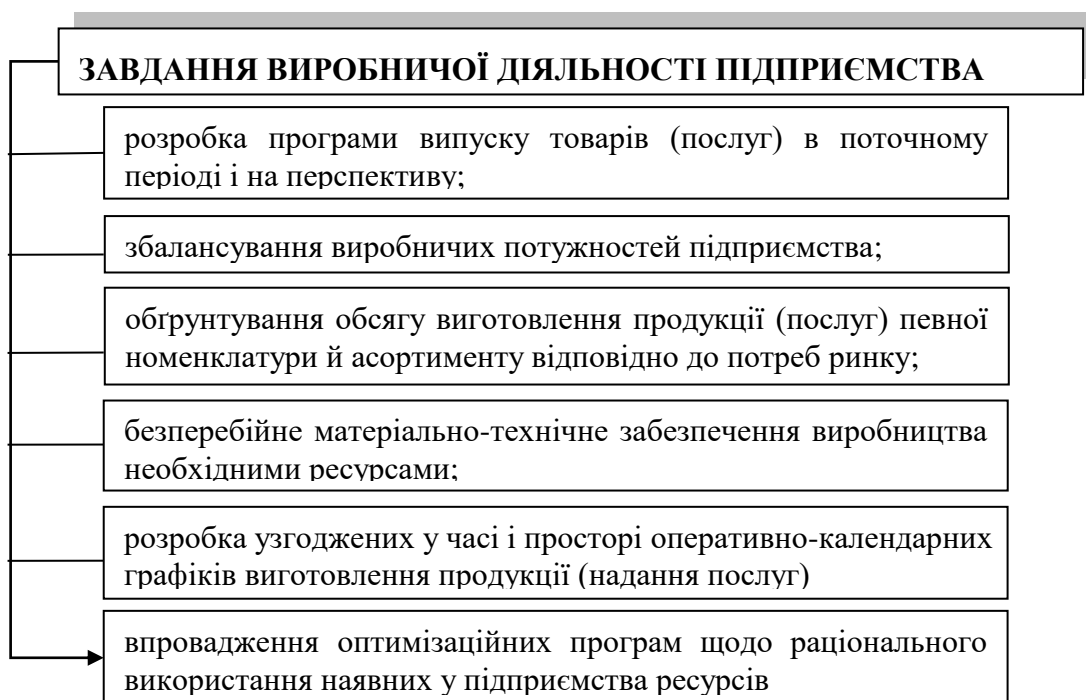 ЗАВДАННЯ ВИРОБНИЧОЇ ДІЯЛЬНОСТІ ПІДПРИЄМСТВА
розробка програми випуску товарів (послуг) в поточному
періоді і на перспективу;
збалансування виробничих потужностей підприємства;
обґрунтування обсягу виготовлення продукції (послуг) певної
номенклатури й асортименту відповідно до потреб ринку;
безперебійне матеріально-технічне забезпечення виробництва
необхідними ресурсами;
розробка узгоджених у часі і просторі оперативно-календарних
графіків виготовлення продукції (надання послуг)
впровадження оптимізаційних програм щодо раціонального
використання наявних у підприємства ресурсів